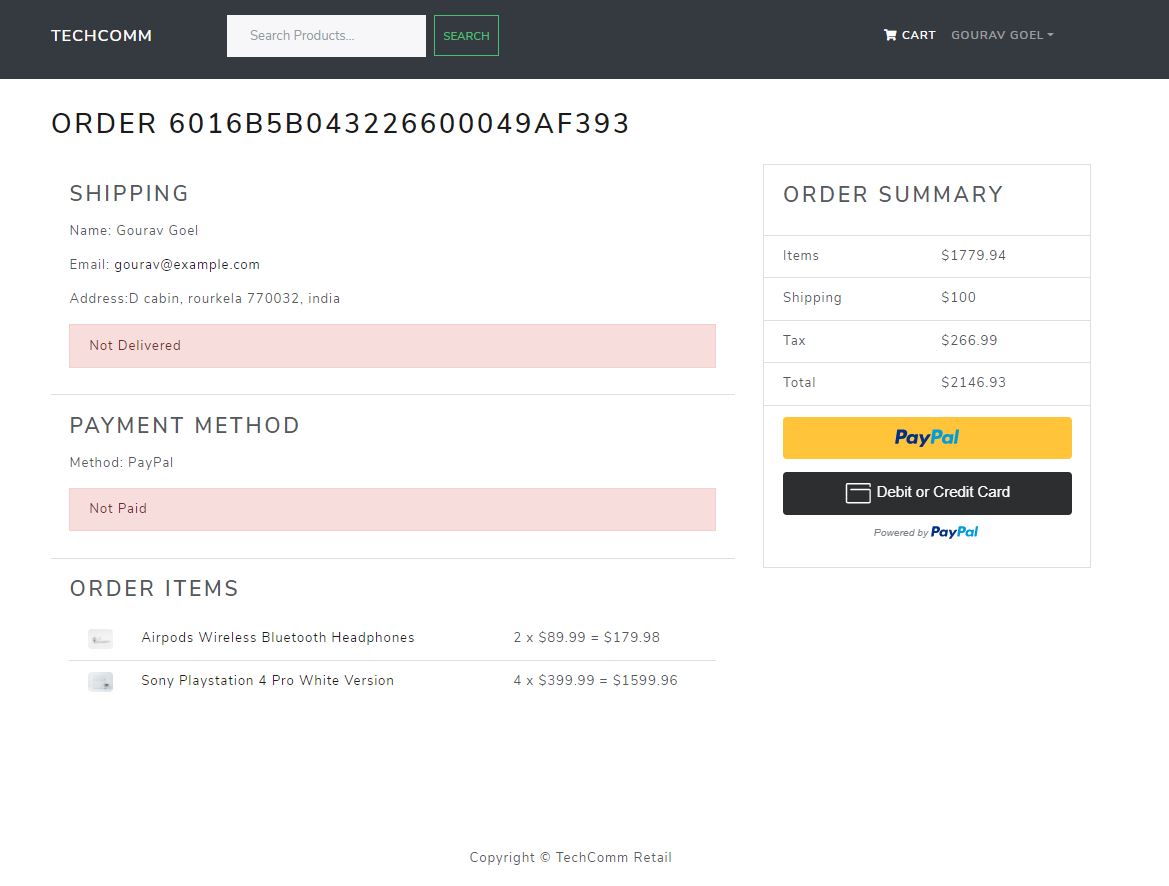 TECHCOMM
Search Products...
SEARCH
CART
GOURAV GOEL
ORDER 6016B5B043226600049AF393
SHIPPING
Name: Gourav Goel
Email: gourav@example.com
Address:D cabin, rourkela 770032, india
Not Delivered
PAYMENT METHOD
Method: PayPal
Not Paid
ORDER ITEMS
Airpods Wireless Bluetooth Headphones 2 x $89.99 = $179.98
Sony Playstation 4 Pro White Version 4 x $399.99 = $1599.96
ORDER SUMMARY
Items $1779.94
Shipping $100
Tax $266.99
Total $2146.93
PayPal
Debit or Credit Card
Powered by PayPal
Copyright © TechComm Retail